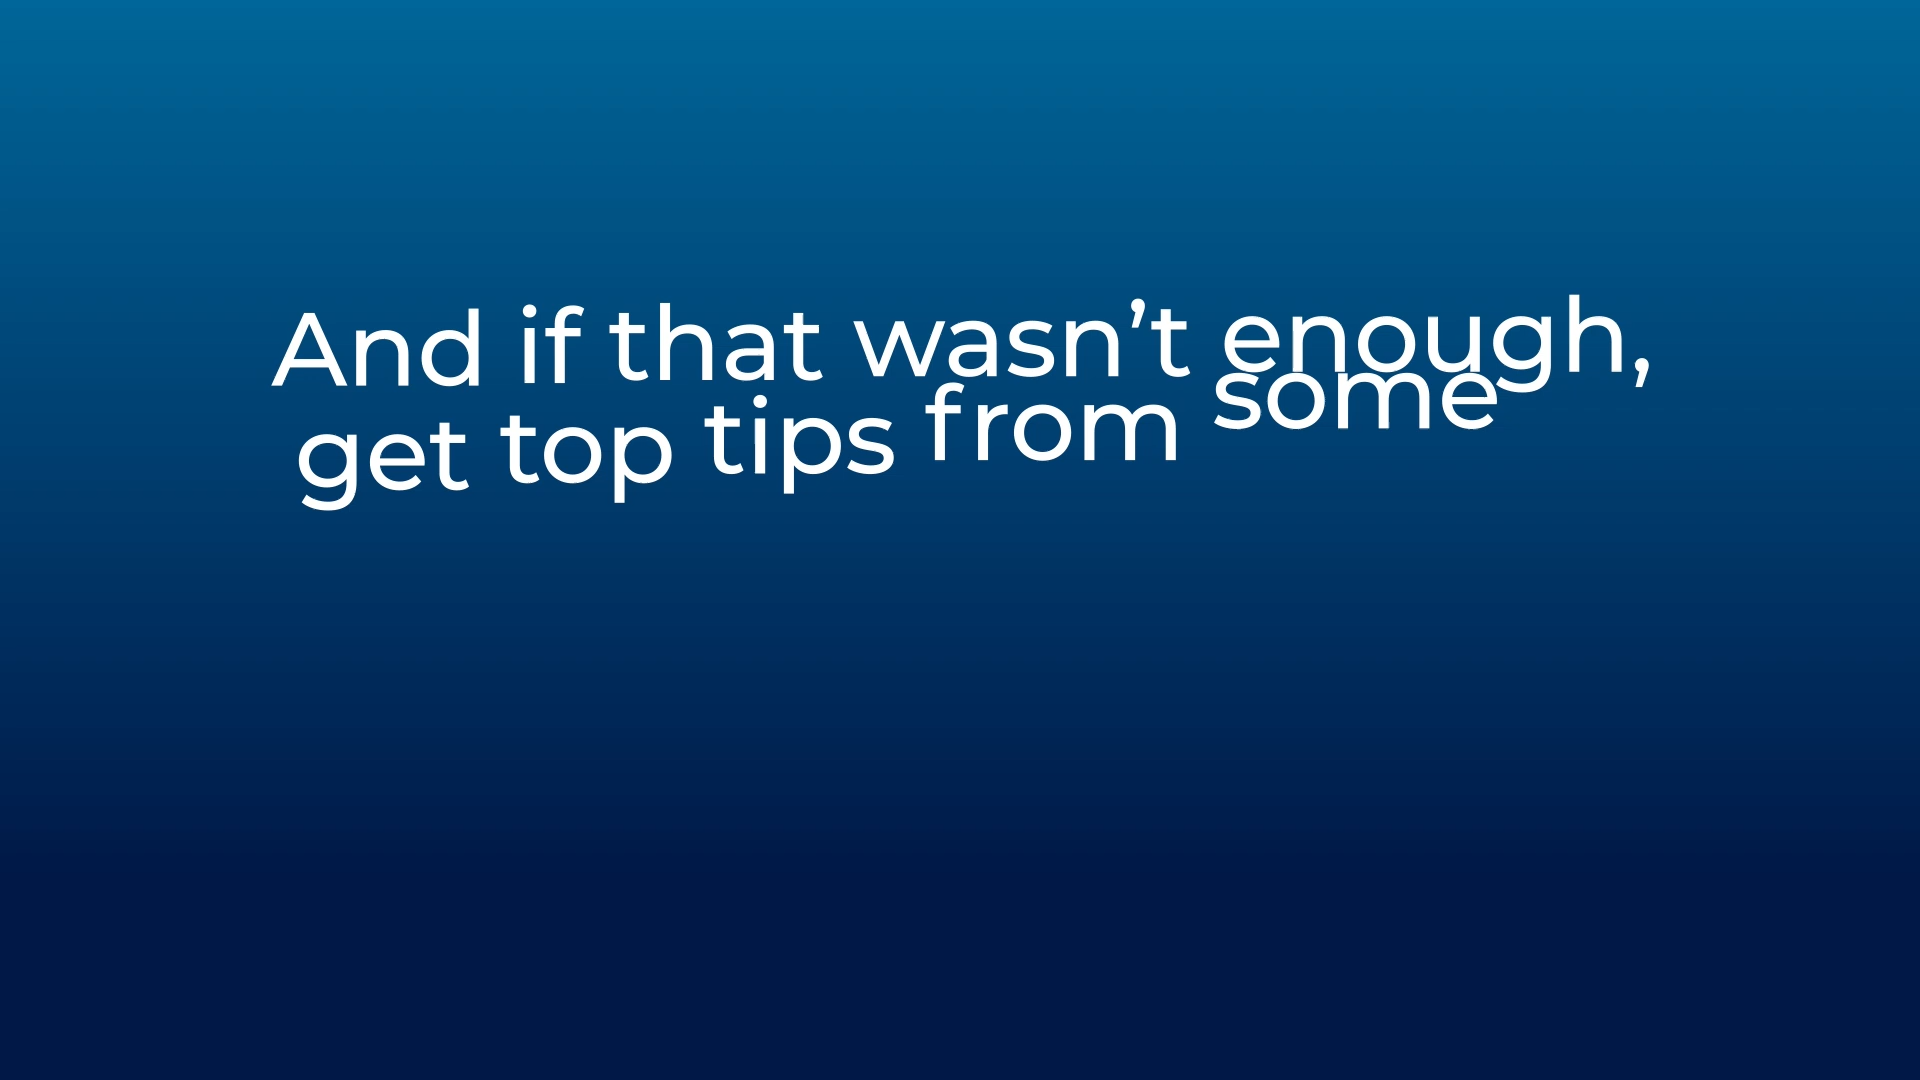 And if that wasn’t enough,
get top tips from some